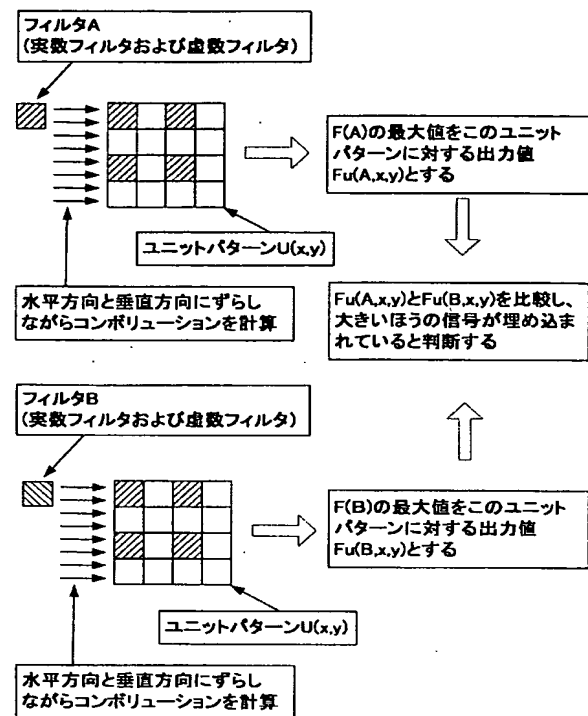 フィルタA
(実数フィルタおよび虚数フィルタ)
F(A)の最大値をこのユニット
パターンに対する出力値
Fu(A,x,y)とする
ユニットパターンU(x,y)
水平方向と垂直方向にずらし
ながらコンボリューションを計算
Fu(A,x,y)とFu(B,x,y)を比較し、
大きいほうの信号が埋め込ま
れていると判断する
フィルタB
(実数フィルタおよび虚数フィルタ)
F(B)の最大値をこのユニット
パターンに対する出力値
Fu(B,x,y)とする
ユニットパターンU(x,y)
水平方向と垂直方向にずらし
ながらコンボリューションを計算